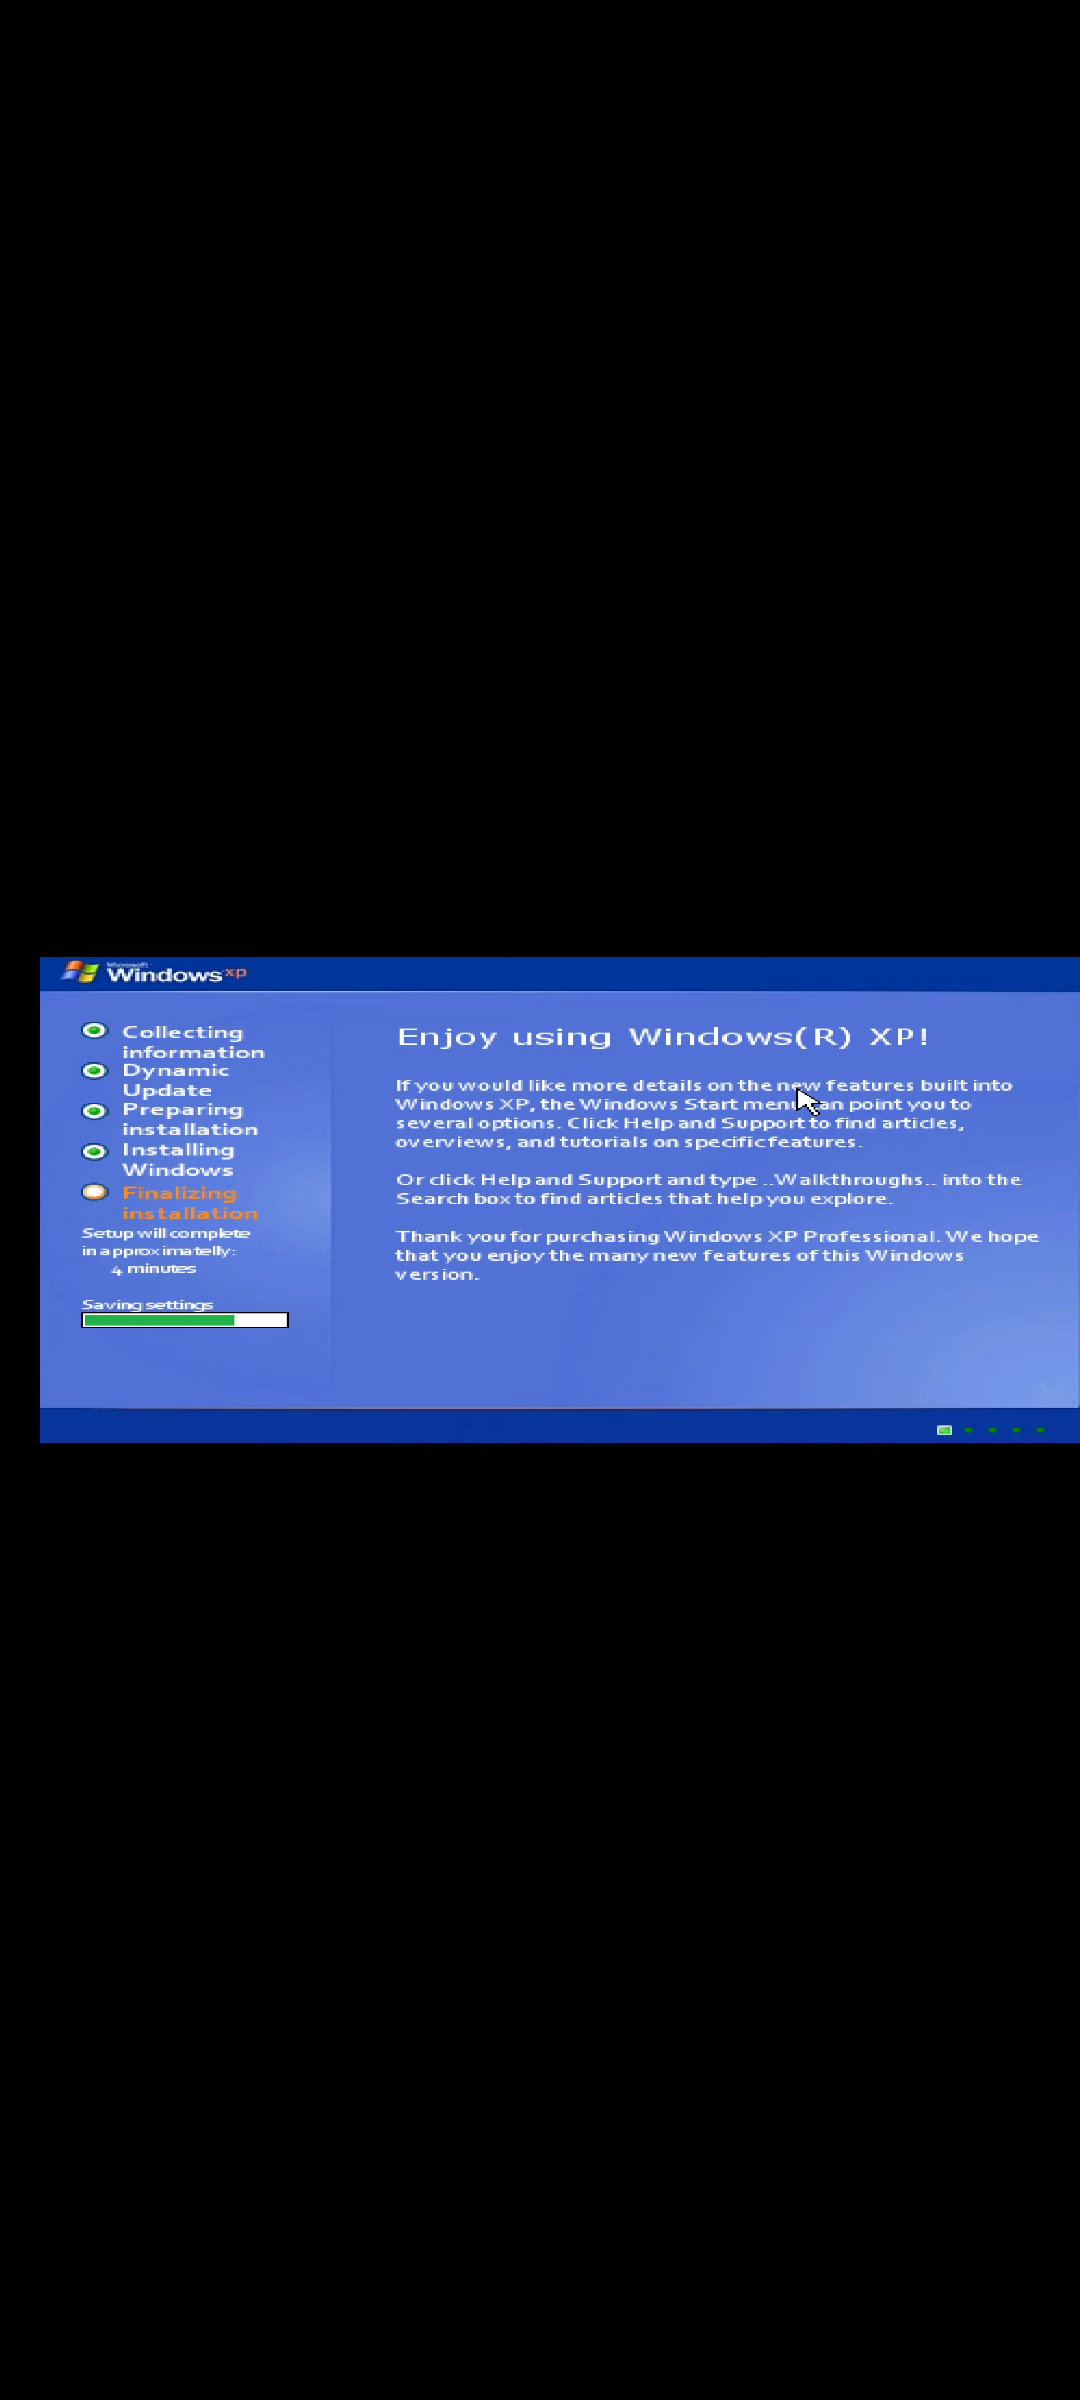 Microsoft
Windows xp
Collecting
information
Dynamic
Update
Preparing
installation
Installing
Windows
Finalizing
installation
Setup will complete
in approximatelly:
4 minutes
Saving settings
Enjoy using Windows(R) XP!
If you would like more details on the new features built into
Windows XP, the Windows Start menu an point you to
several options. Click Help and Support to find articles,
overviews, and tutorials on specific features.
Or click Help and Support and type ..Walkthroughs.. into the
Search box to find articles that help you explore.
Thank you for purchasing Windows XP Professional. We hope
that you enjoy the many new features of this Windows
version.